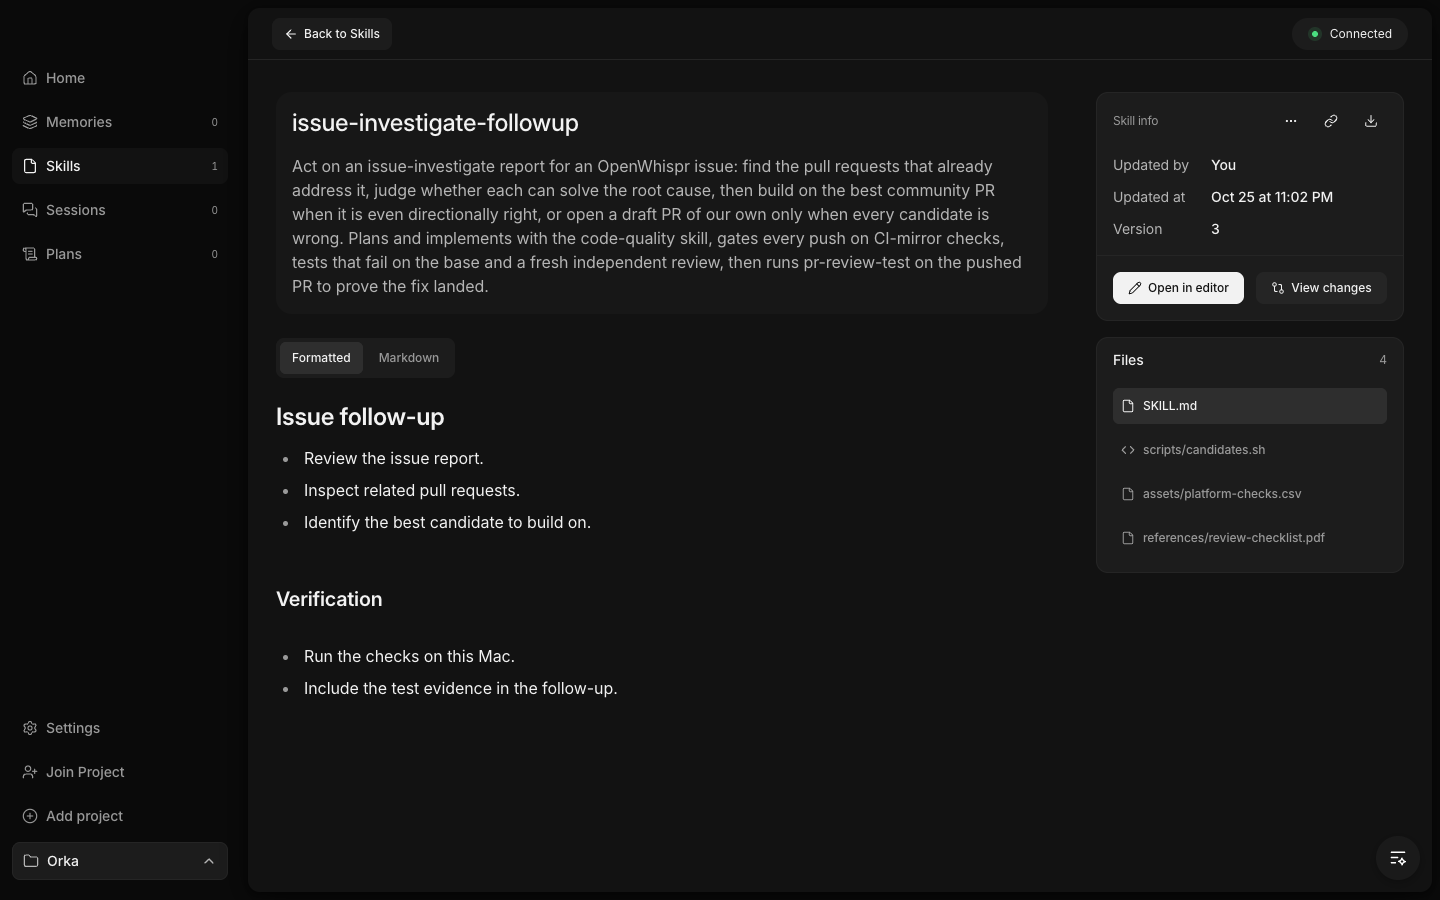 Back to Skills
Connected
Home
Memories 0
Skills 1
Sessions 0
Plans 0
Settings
Join Project
Add project
Orka
issue-investigate-followup
Act on an issue-investigate report for an OpenWhispr issue: find the pull requests that already
address it, judge whether each can solve the root cause, then build on the best community PR
when it is even directionally right, or open a draft PR of our own only when every candidate is
wrong. Plans and implements with the code-quality skill, gates every push on CI-mirror checks,
tests that fail on the base and a fresh independent review, then runs pr-review-test on the pushed
PR to prove the fix landed.
Formatted Markdown
Issue follow-up
• Review the issue report.
• Inspect related pull requests.
• Identify the best candidate to build on.
Verification
• Run the checks on this Mac.
• Include the test evidence in the follow-up.
Skill info
Updated by You
Updated at Oct 25 at 11:02 PM
Version 3
Open in editor View changes
Files 4
SKILL.md
scripts/candidates.sh
assets/platform-checks.csv
references/review-checklist.pdf